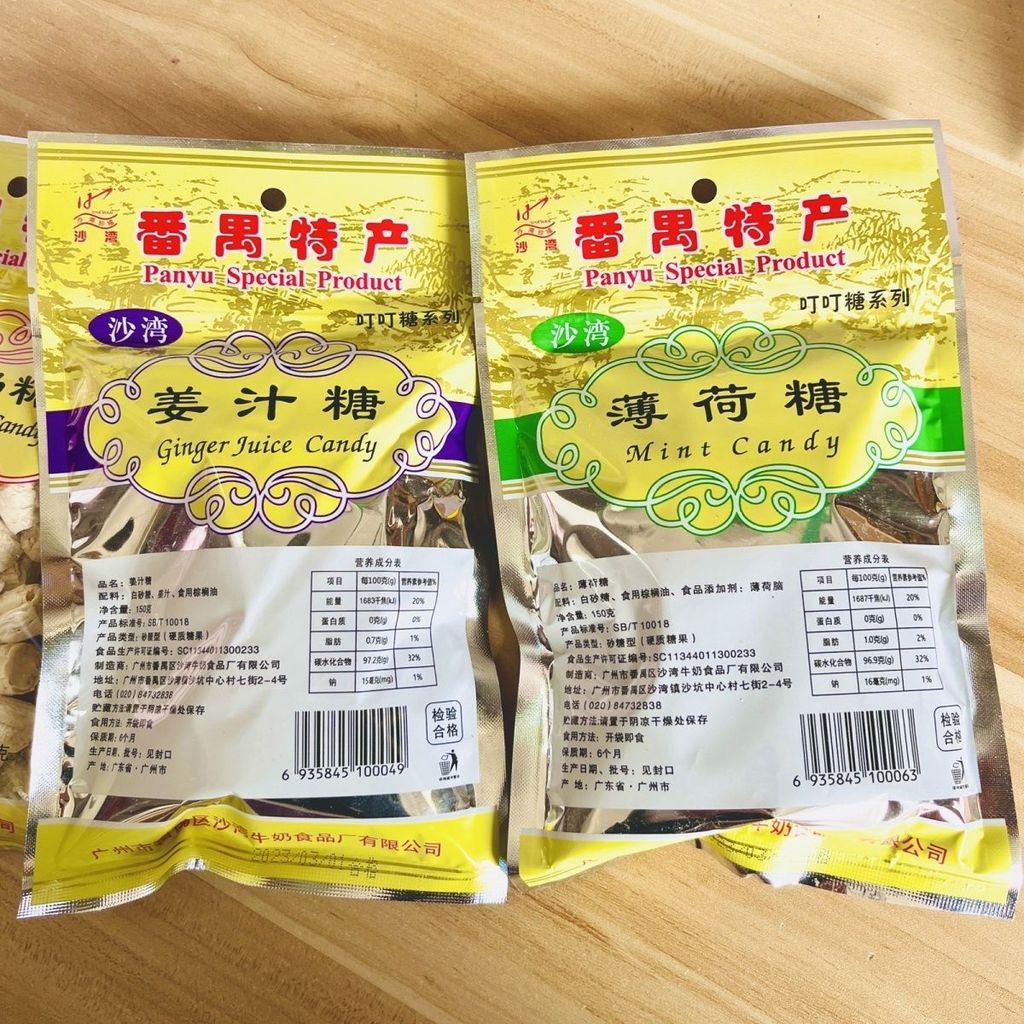 沙湾
番禺特产
Panyu Special Product
叮叮糖系列
沙湾
姜汁糖
Ginger Juice Candy
品名：姜汁糖
配料：白砂糖、姜汁、食用棕榈油
净含量：150克
产品标准号：SB/T10018
产品类型：砂糖型（硬质糖果）
食品生产许可证编号：SC11344011300233
制造商：广州市番禺区沙湾牛奶食品厂有限公司
地址：广州市番禺区沙湾镇沙坑中心村七街2-4号
电话(020)84732838
贮藏方法:请置于阴凉干燥处保存
食用方法：开袋即食
保质期：6个月
生产日期、批号：见封口
产 地：广东省·广州市
营养成分表
项目 每100克(g) 营养素参考值%
能量 1683千焦(kJ) 20%
蛋白质 0克(g) 0%
脂肪 0.7克(g) 1%
碳水化合物 97.2克(g) 32%
钠 15毫克(mg) 1%
检验
合格
6 935845 100049
广州市
区沙湾牛奶食品厂有限公司
沙湾
番禺特产
Panyu Special Product
叮叮糖系列
沙湾
薄荷糖
Mint Candy
品名：薄荷糖
配料：白砂糖、食用棕榈油、食品添加剂：薄荷脑
净含量：150克
产品标准号：SB/T10018
产品类型：砂糖型（硬质糖果）
食品生产许可证编号：SC11344011300233
制造商：广州市番禺区沙湾牛奶食品厂有限公司
地址：广州市番禺区沙湾镇沙坑中心村七街2-4号
电话(020)84732838
贮藏方法:请置于阴凉干燥处保存
食用方法：开袋即食
保质期：6个月
生产日期、批号：见封口
产 地：广东省·广州市
营养成分表
项目 每100克(g) 营养素参考值%
能量 1687千焦(kJ) 20%
蛋白质 0克(g) 0%
脂肪 1.0克(g) 2%
碳水化合物 96.9克(g) 32%
钠 16毫克(mg) 1%
检验
合格
6 935845 100063
牛奶食
限公司